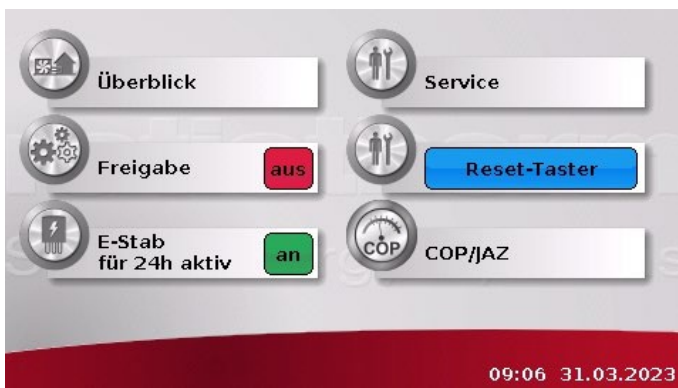 Überblick
Service
Freigabe
aus
Reset-Taster
E-Stab
für 24h aktiv
an
COP
COP/JAZ
09:06 31.03.2023